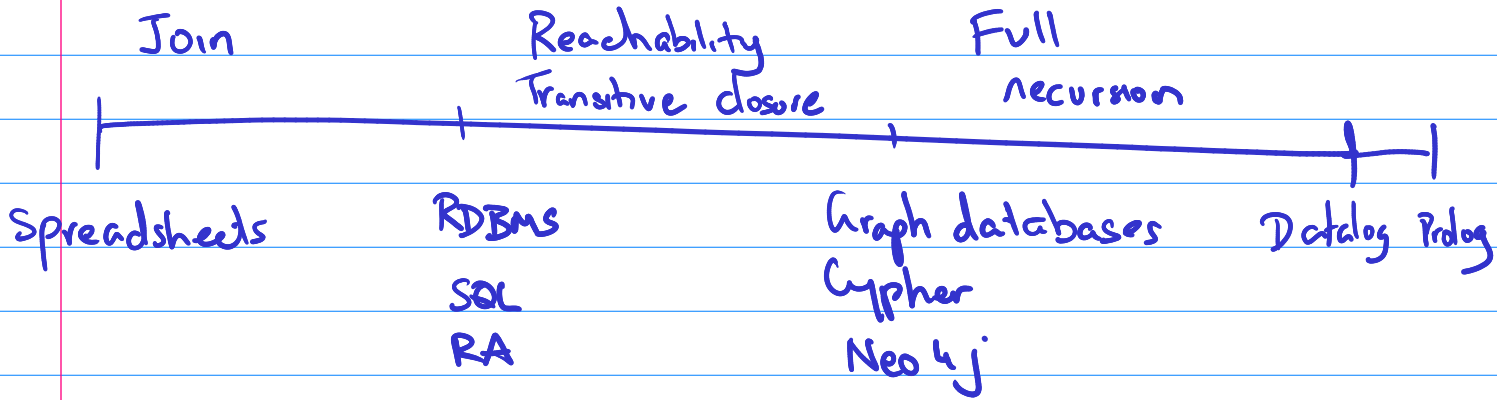 Join Reachability Full
Transitive closure recursion
Spreadsheets RDBMS Graph databases Datalog Prolog
SQL Cypher
RA Neo4j